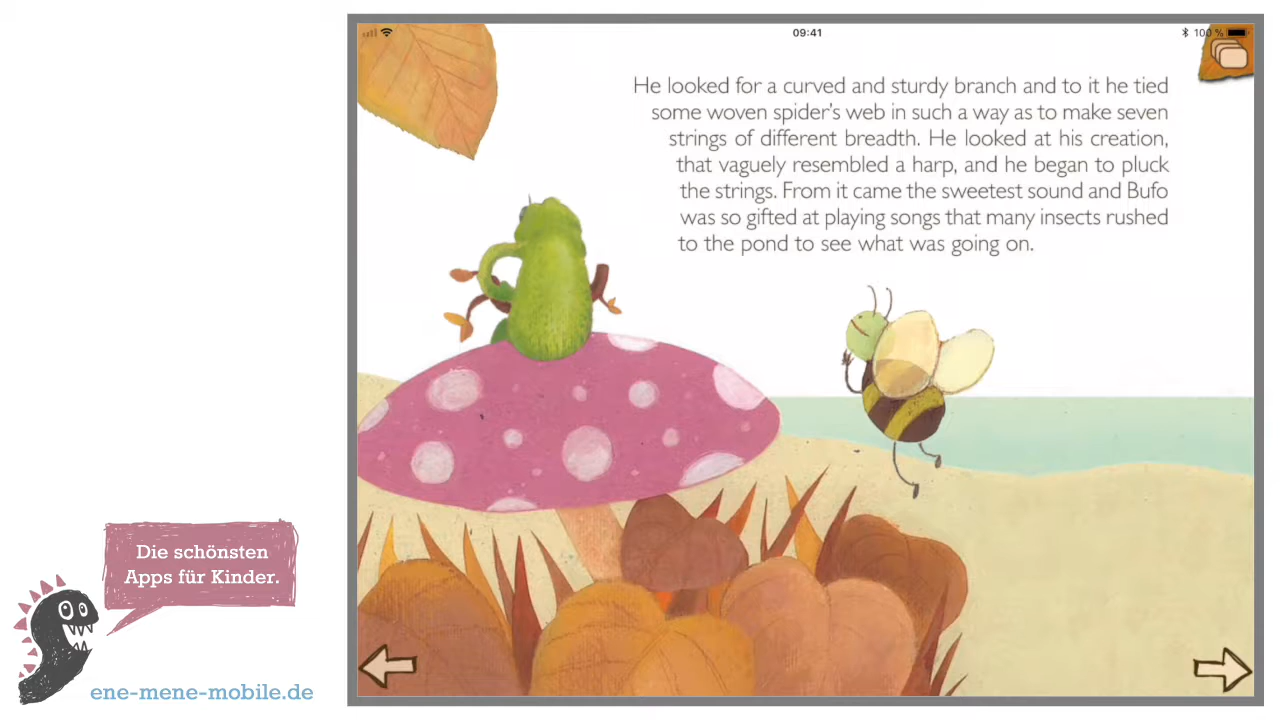 09:41
100 %
He looked for a curved and sturdy branch and to it he tied
some woven spider's web in such a way as to make seven
strings of different breadth. He looked at his creation,
that vaguely resembled a harp, and he began to pluck
the strings. From it came the sweetest sound and Bufo
was so gifted at playing songs that many insects rushed
to the pond to see what was going on.
Die schönsten
Apps für Kinder.
ene-mene-mobile.de